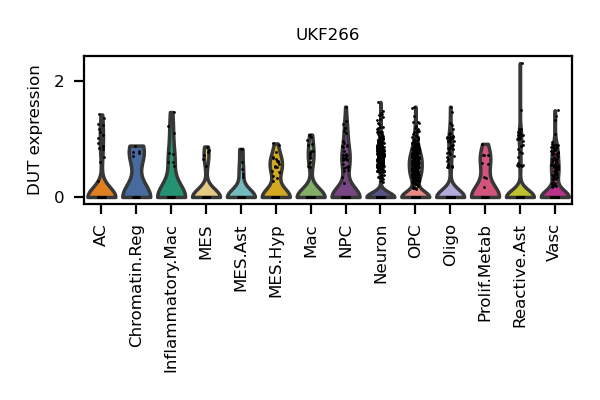 UKF266
DUT expression
2
0
AC
Chromatin.Reg
Inflammatory.Mac
MES
MES.Ast
MES.Hyp
Mac
NPC
Neuron
OPC
Oligo
Prolif.Metab
Reactive.Ast
Vasc